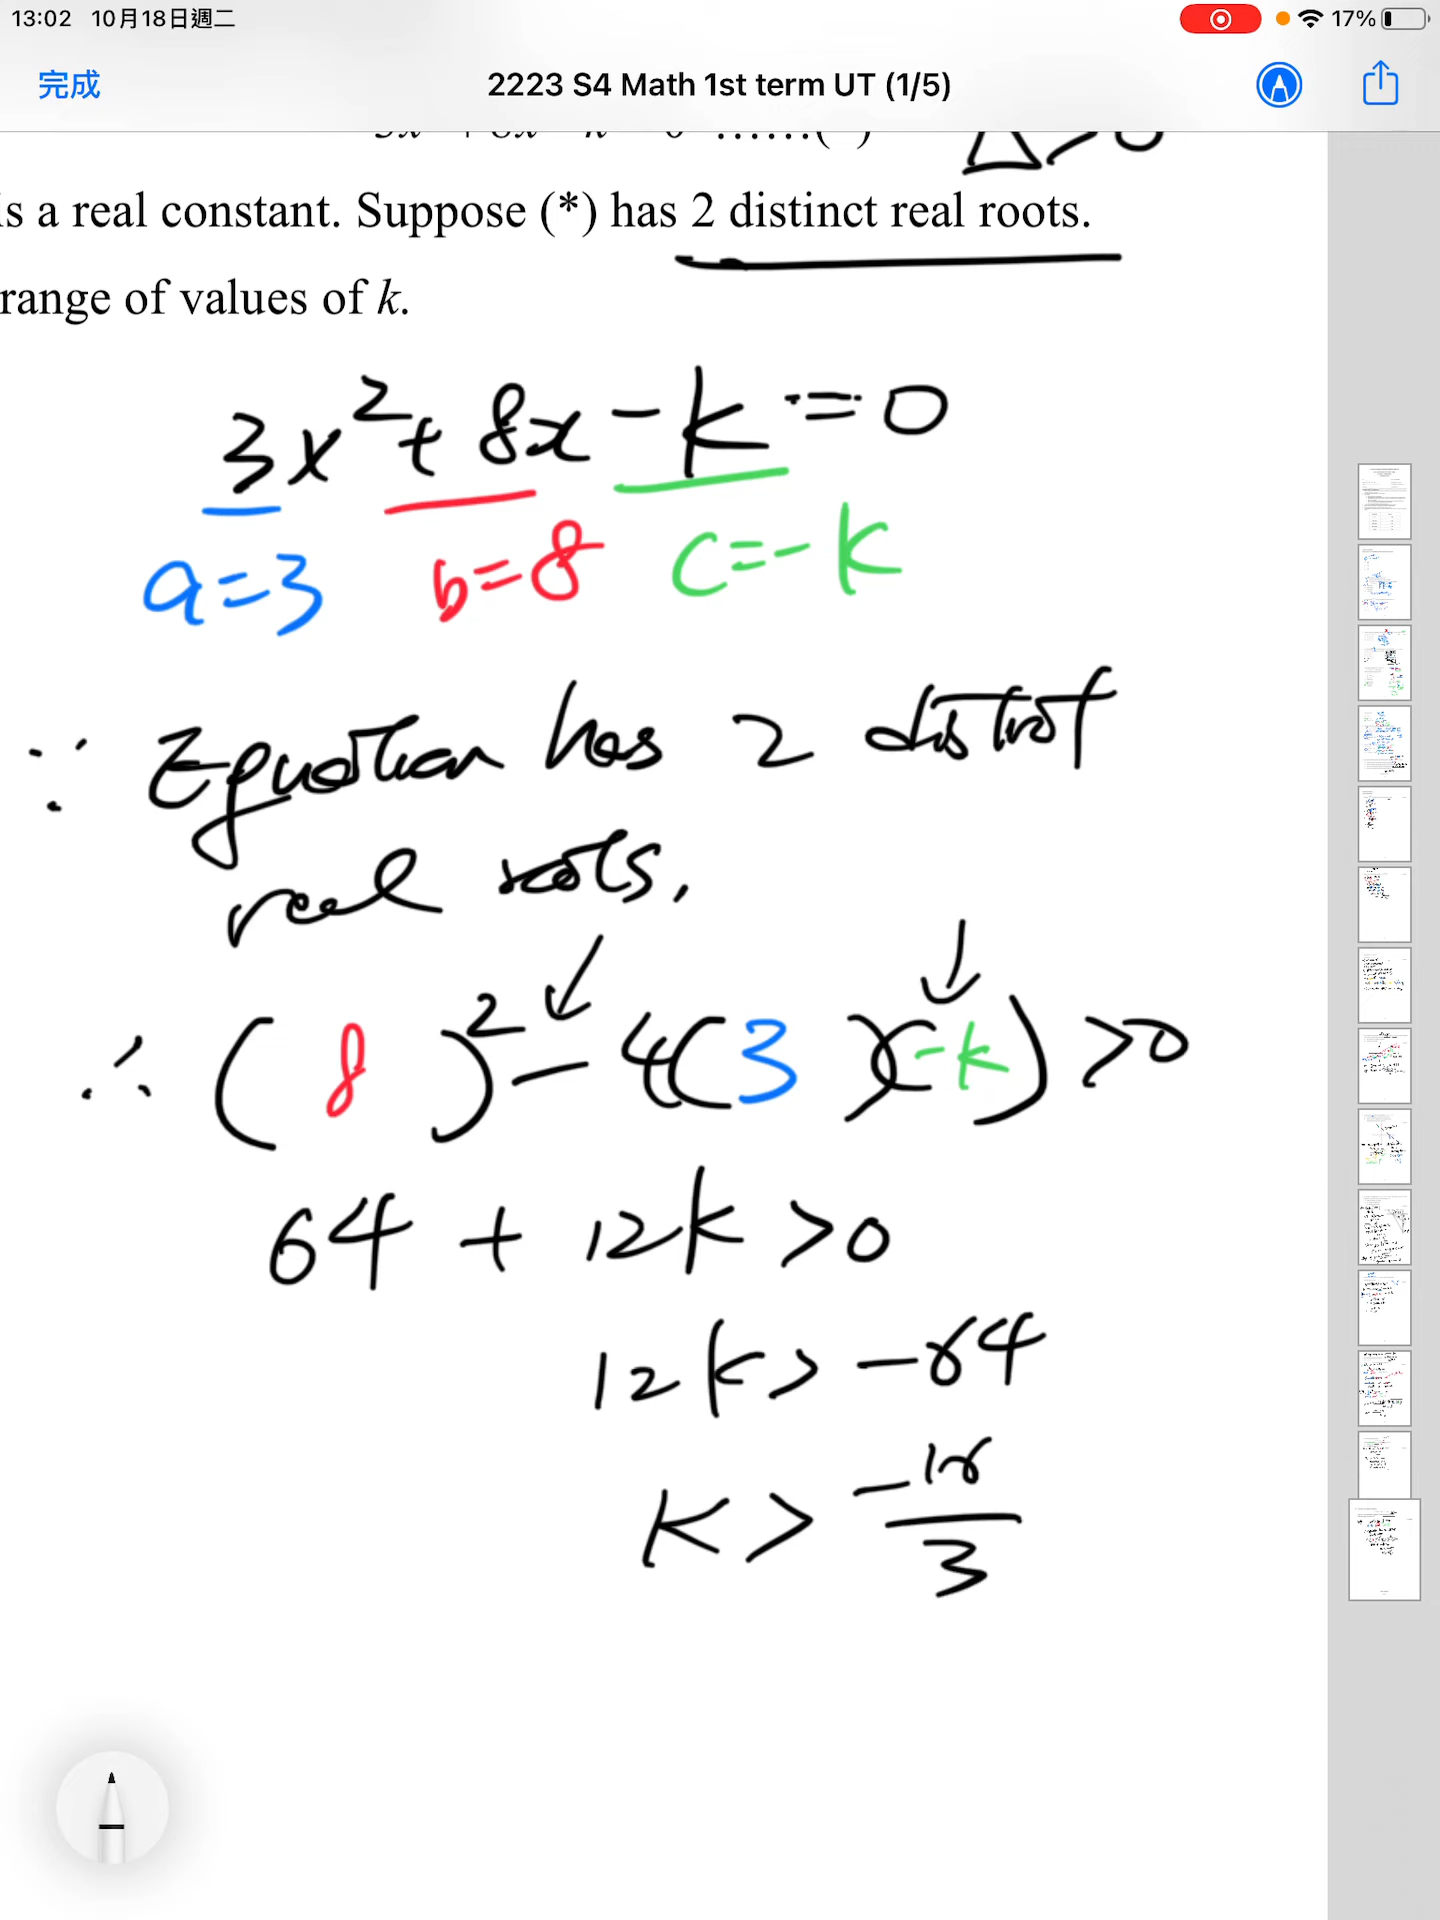 13:02 10月18日週二 17%
完成 2223 S4 Math 1st term UT (1/5)
Δ>0
is a real constant. Suppose (*) has 2 distinct real roots.
range of values of k.
3x²+8x-k=0
a=3 b=8 c=-k
∵ Equation has 2 distinct
real roots.
∴ (8)²-4(3)(-k)>0
64+12k>0
12k>-64
k>-16/3